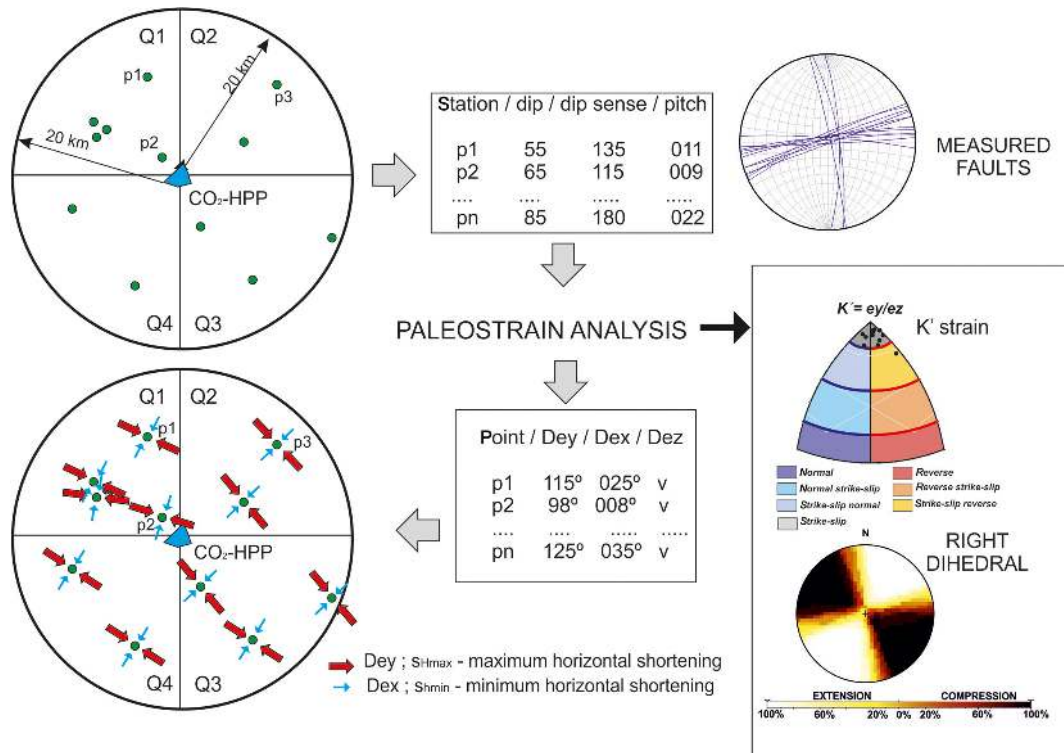 Q1
Q2
p1
p3
20 km
20 km
p2
CO₂-HPP
Q4
Q3
Station / dip / dip sense / pitch
p1 55 135 011
p2 65 115 009
.... ..... ..... .....
pn 85 180 022
MEASURED
FAULTS
PALEOSTRAIN ANALYSIS
K´= ey/ez
K' strain
Normal
Reverse
Normal strike-slip
Reverse strike-slip
Strike-slip normal
Strike-slip reverse
Strike-slip
Point / Dey / Dex / Dez
p1 115º 025º v
p2 98º 008º v
.... .... ..... .....
pn 125º 035º v
Q1
Q2
p1
p3
p2
CO₂-HPP
Q4
Q3
Dey ; SHmax - maximum horizontal shortening
Dex ; Shmin - minimum horizontal shortening
N
RIGHT
DIHEDRAL
EXTENSION COMPRESSION
100% 60% 20% 0% 20% 60% 100%